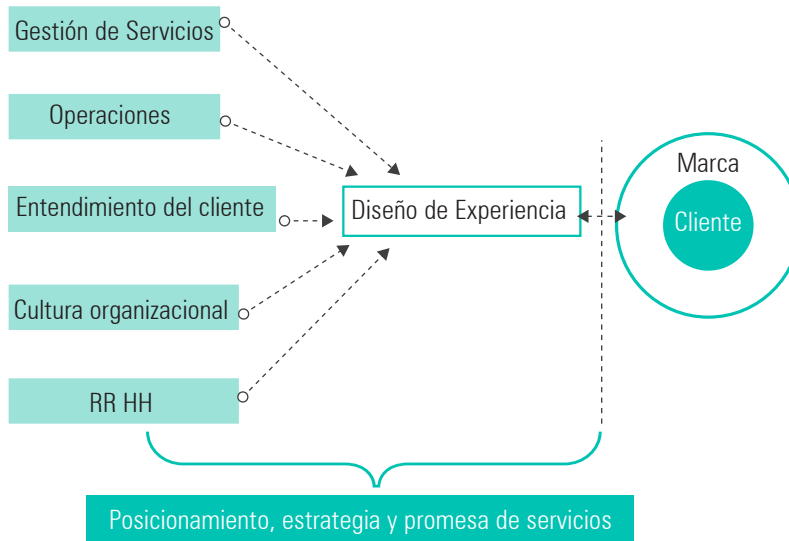 Gestión de Servicios
Operaciones
Entendimiento del cliente
Cultura organizacional
RR HH
Diseño de Experiencia
Marca
Cliente
Posicionamiento, estrategia y promesa de servicios